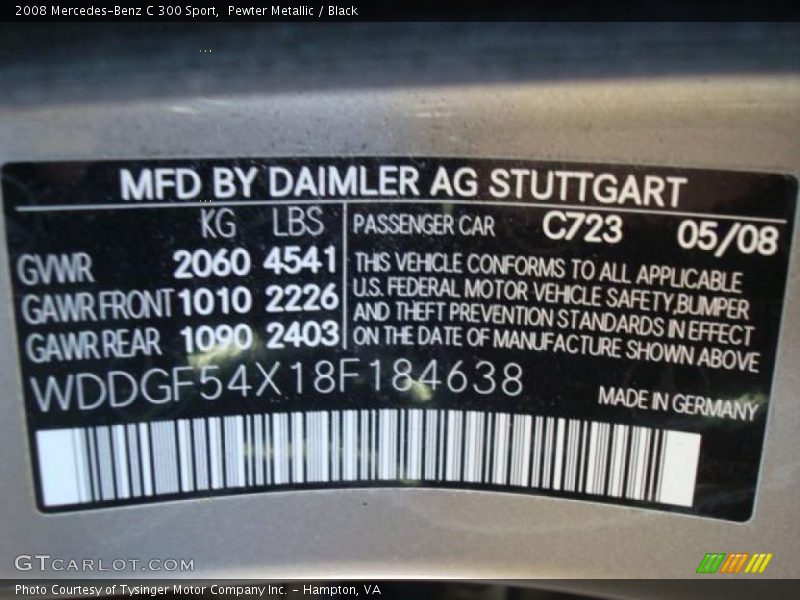 2008 Mercedes-Benz C 300 Sport,  Pewter Metallic / Black
MFD BY DAIMLER AG STUTTGART
KG LBS
GVWR 2060 4541
GAWR FRONT 1010 2226
GAWR REAR 1090 2403
PASSENGER CAR C723 05/08
THIS VEHICLE CONFORMS TO ALL APPLICABLE
U.S. FEDERAL MOTOR VEHICLE SAFETY,BUMPER
AND THEFT PREVENTION STANDARDS IN EFFECT
ON THE DATE OF MANUFACTURE SHOWN ABOVE
WDDGF54X18F184638
MADE IN GERMANY
GTCARLOT.COM
Photo Courtesy of Tysinger Motor Company Inc. - Hampton, VA